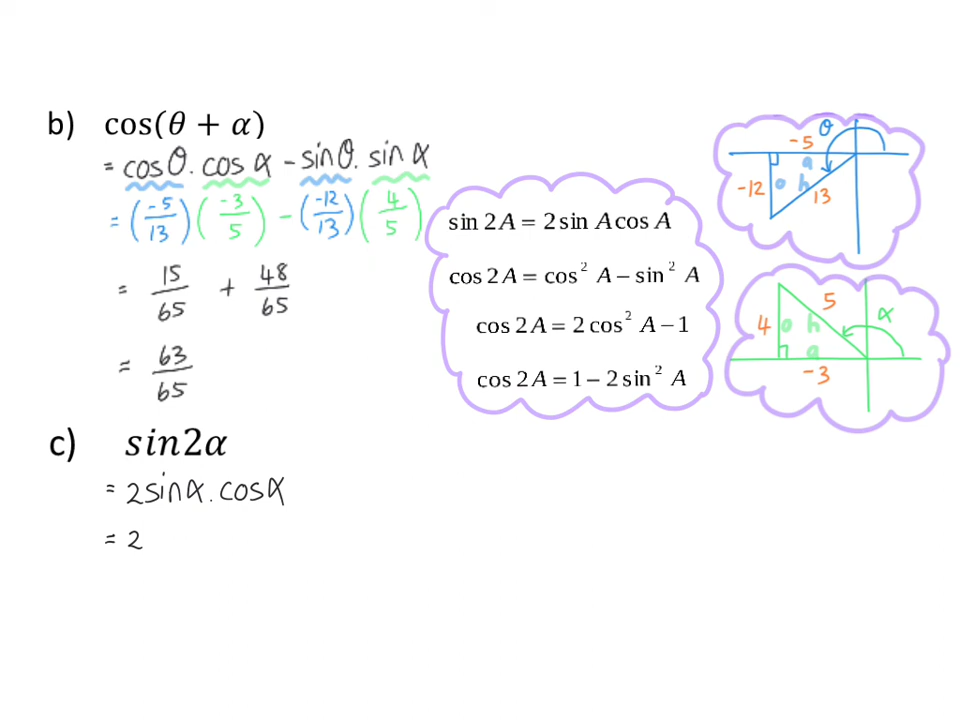 b) cos(θ + α)
= cosθ. cosα - sinθ. sinα
= (-5/13)(-3/5) - (-12/13)(4/5)
= 15/65 + 48/65
= 63/65
c) sin2α
= 2sinα. cosα
= 2
sin 2A = 2 sin A cos A
cos 2A = cos² A − sin² A
cos 2A = 2 cos² A − 1
cos 2A = 1 − 2 sin² A
θ
-5
a
-12 o h 13
5 α
4 o h
a
-3